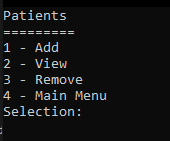 Patients
=========
1 - Add
2 - View
3 - Remove
4 - Main Menu
Selection: